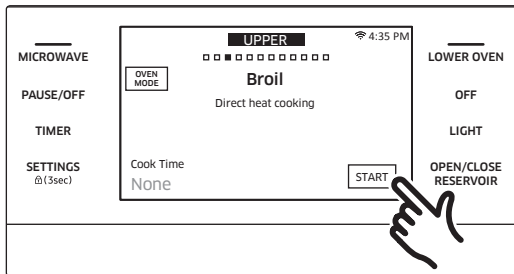 MICROWAVE
PAUSE/OFF
TIMER
SETTINGS
(3sec)
UPPER
4:35 PM
OVEN
MODE
Broil
Direct heat cooking
Cook Time
None
START
LOWER OVEN
OFF
LIGHT
OPEN/CLOSE
RESERVOIR